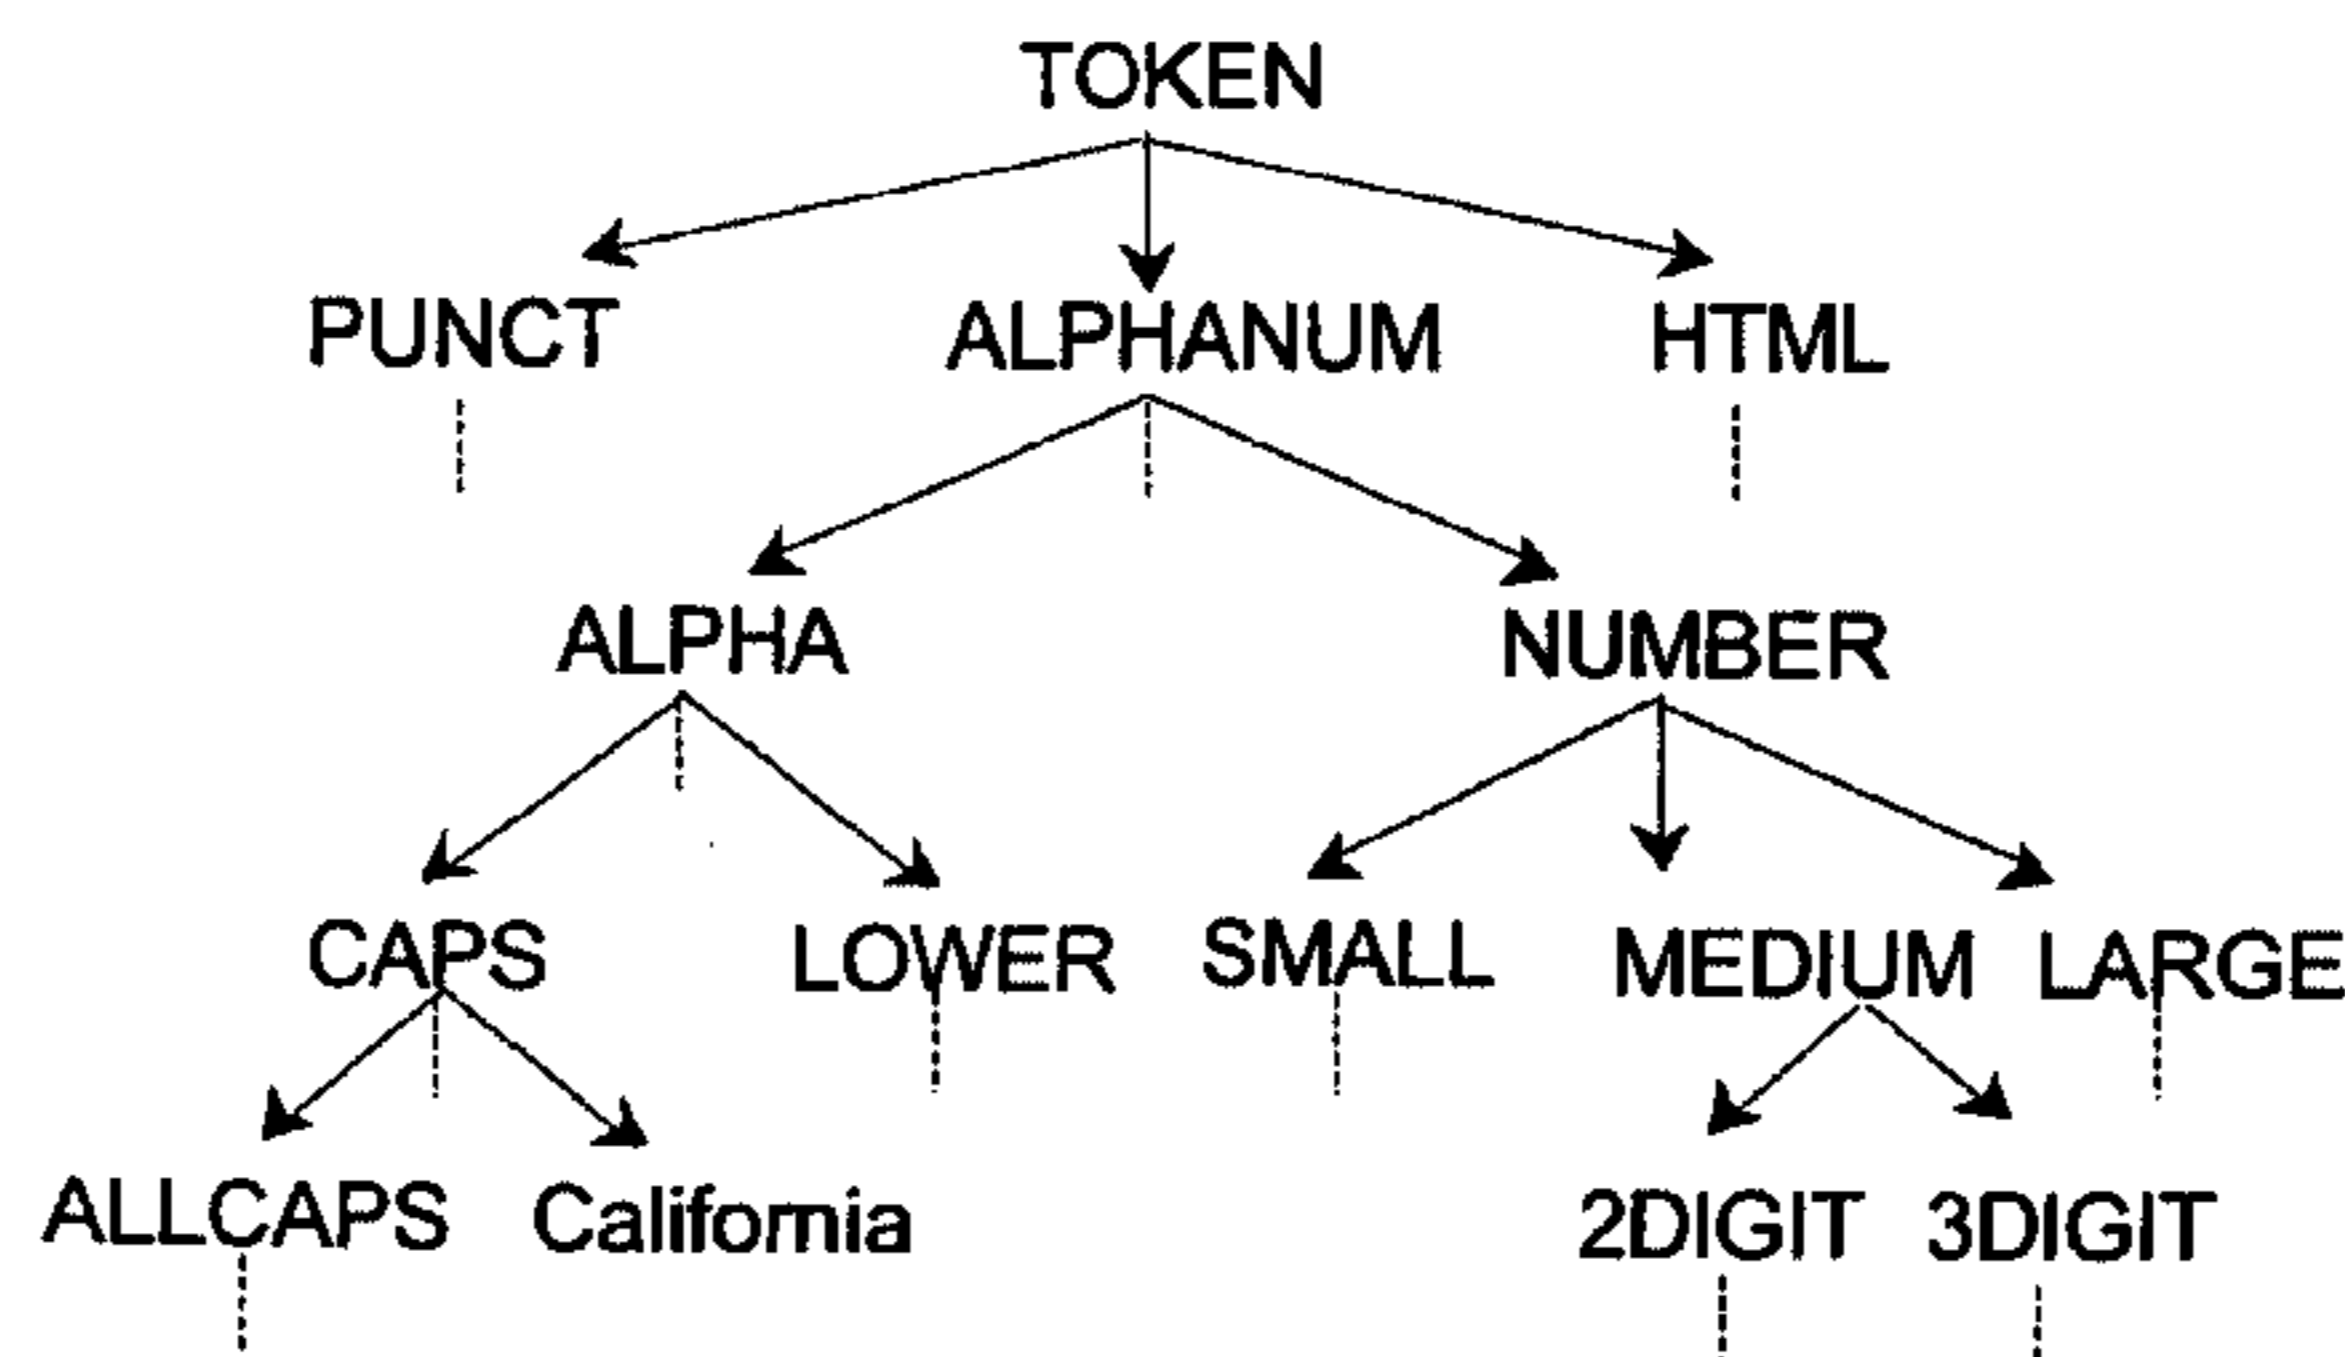 TOKEN
PUNCT ALPHANUM HTML
ALPHA NUMBER
CAPS LOWER SMALL MEDIUM LARGE
ALLCAPS California 2DIGIT 3DIGIT